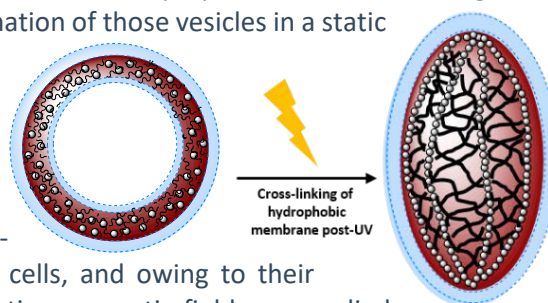 nation of those vesicles in a static
Cross-linking of
hydrophobic
membrane post-UV
-
cells, and owing to their